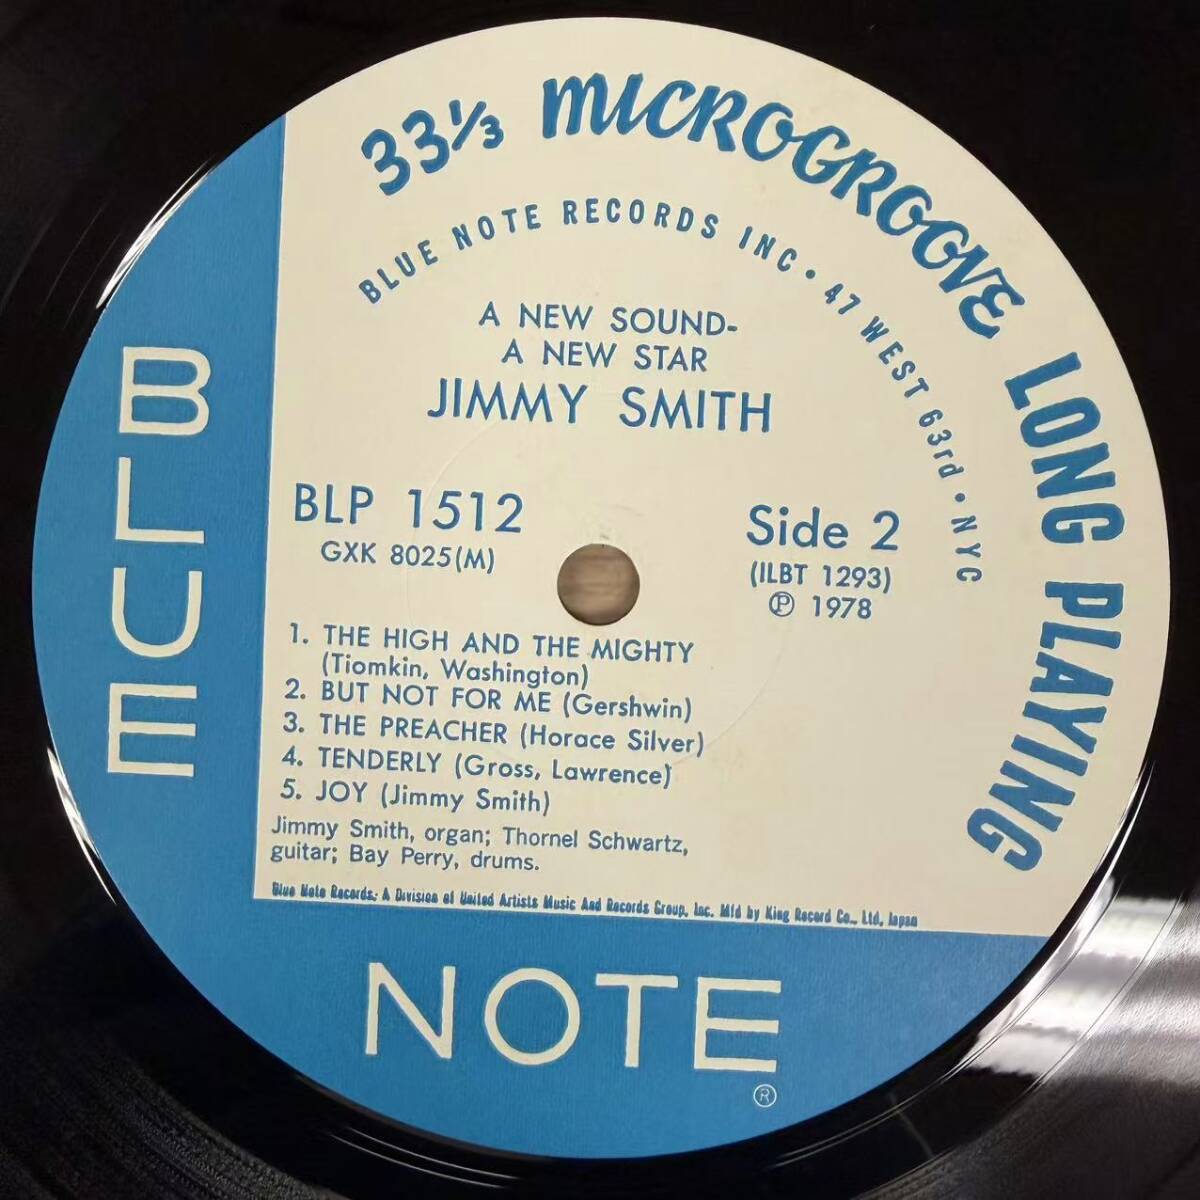 33⅓ MICROGROOVE LONG PLAYING
BLUE NOTE RECORDS INC • 47 WEST 63rd • NYC
A NEW SOUND-
A NEW STAR
JIMMY SMITH
BLP 1512
GXK 8025(M)
Side 2
(ILBT 1293)
Ⓟ 1978
1. THE HIGH AND THE MIGHTY
(Tiomkin, Washington)
2. BUT NOT FOR ME (Gershwin)
3. THE PREACHER (Horace Silver)
4. TENDERLY (Gross, Lawrence)
5. JOY (Jimmy Smith)
Jimmy Smith, organ; Thornel Schwartz,
guitar; Bay Perry, drums.
Blue Note Records: A Division of United Artists Music And Records Group, Inc. Mfd by King Record Co., Ltd, Japan
BLUE
NOTE
®